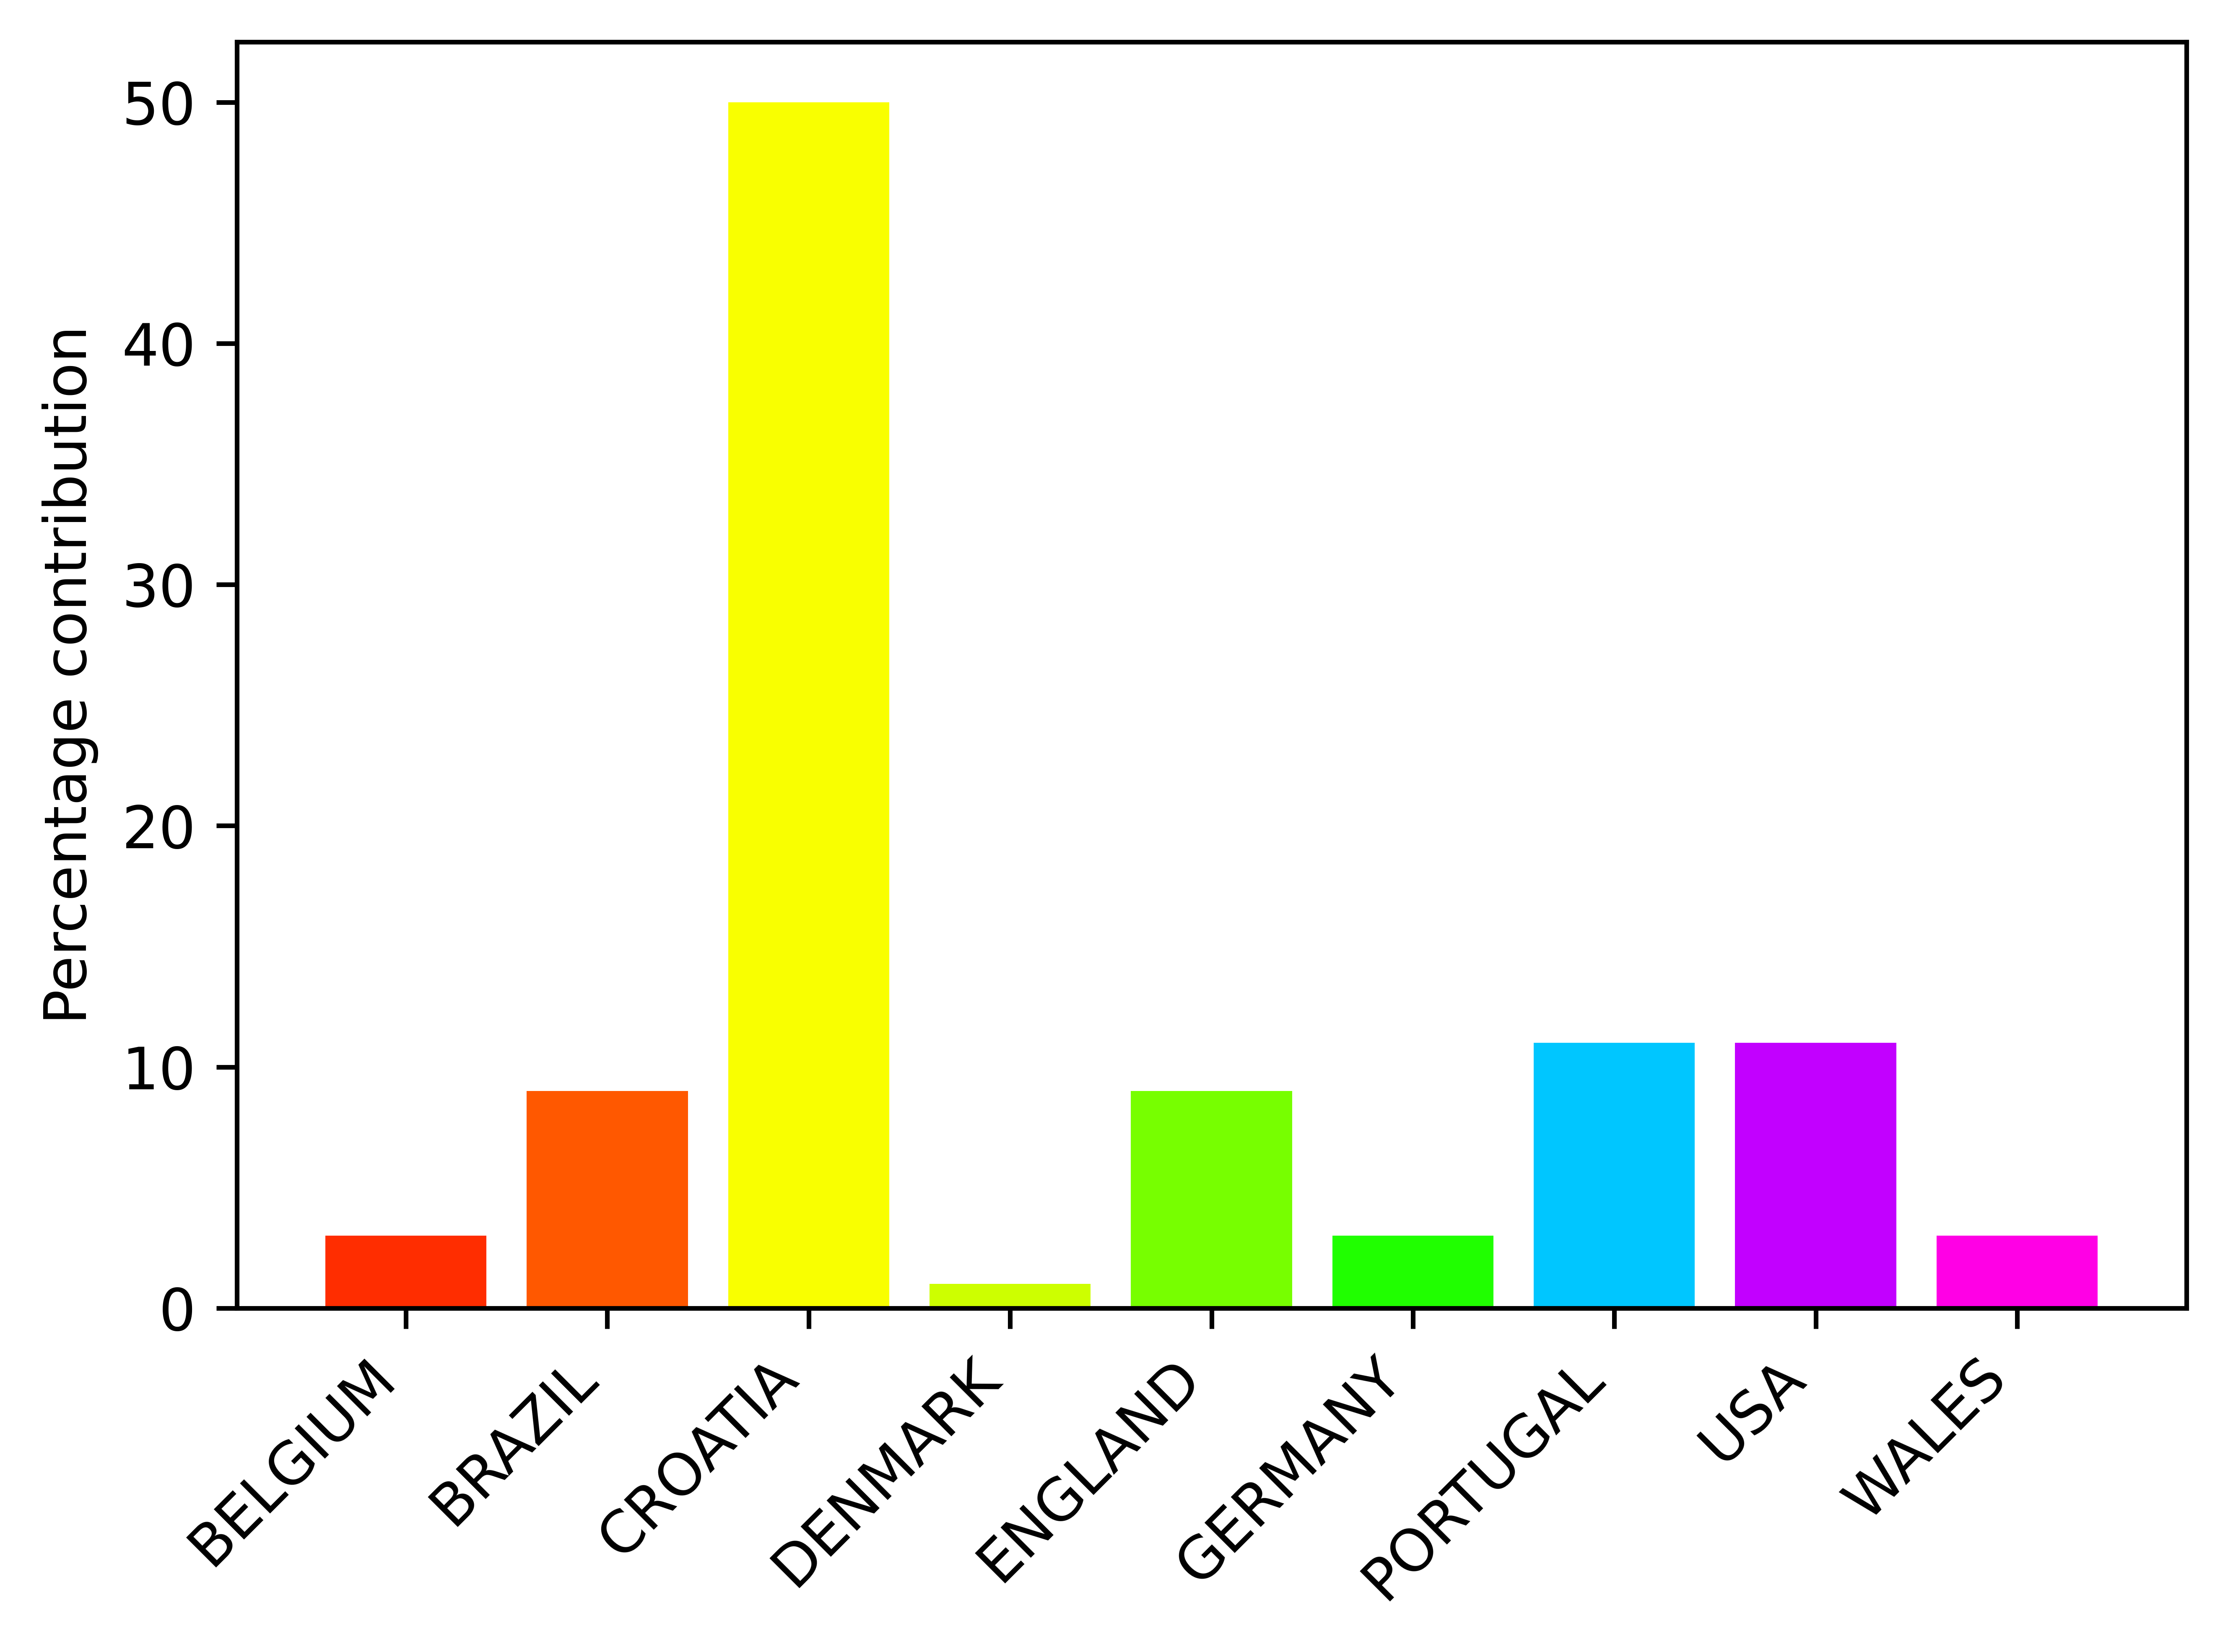 Percentage contribution
50
40
30
20
10
0
BELGIUM
BRAZIL
CROATIA
DENMARK
ENGLAND
GERMANY
PORTUGAL
USA
WALES